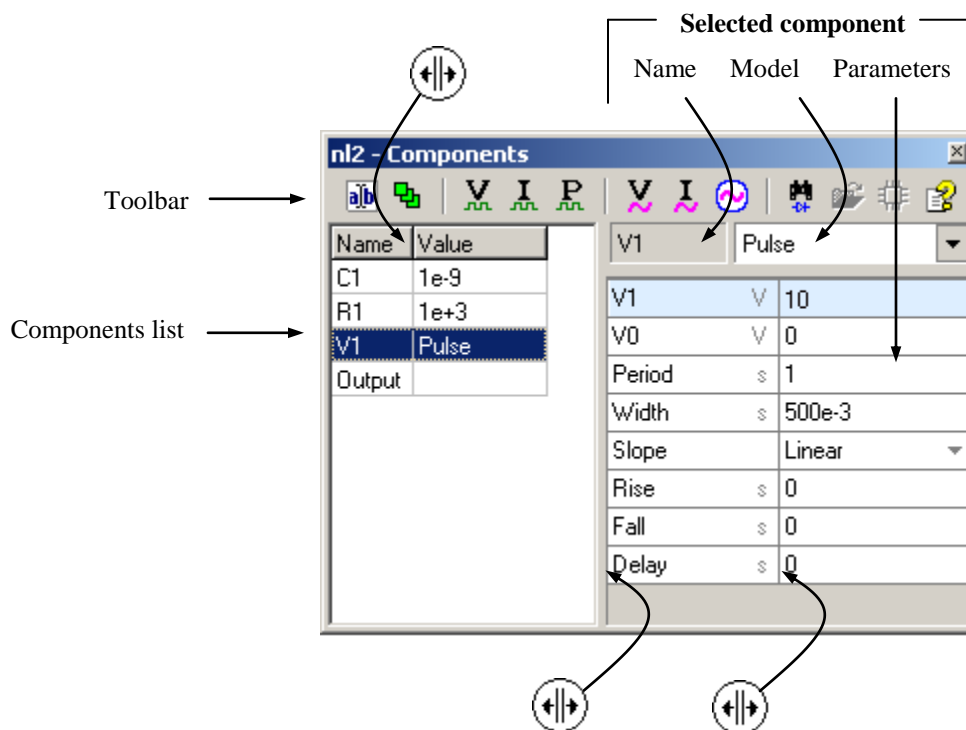 Selected component
Name Model Parameters
nl2 - Components
Toolbar
a b V I P V I ?
Name Value
V1 Pulse
C1 1e-9
R1 1e+3
V1 Pulse
Output
Components list
V1 V 10
V0 V 0
Period s 1
Width s 500e-3
Slope Linear
Rise s 0
Fall s 0
Delay s 0